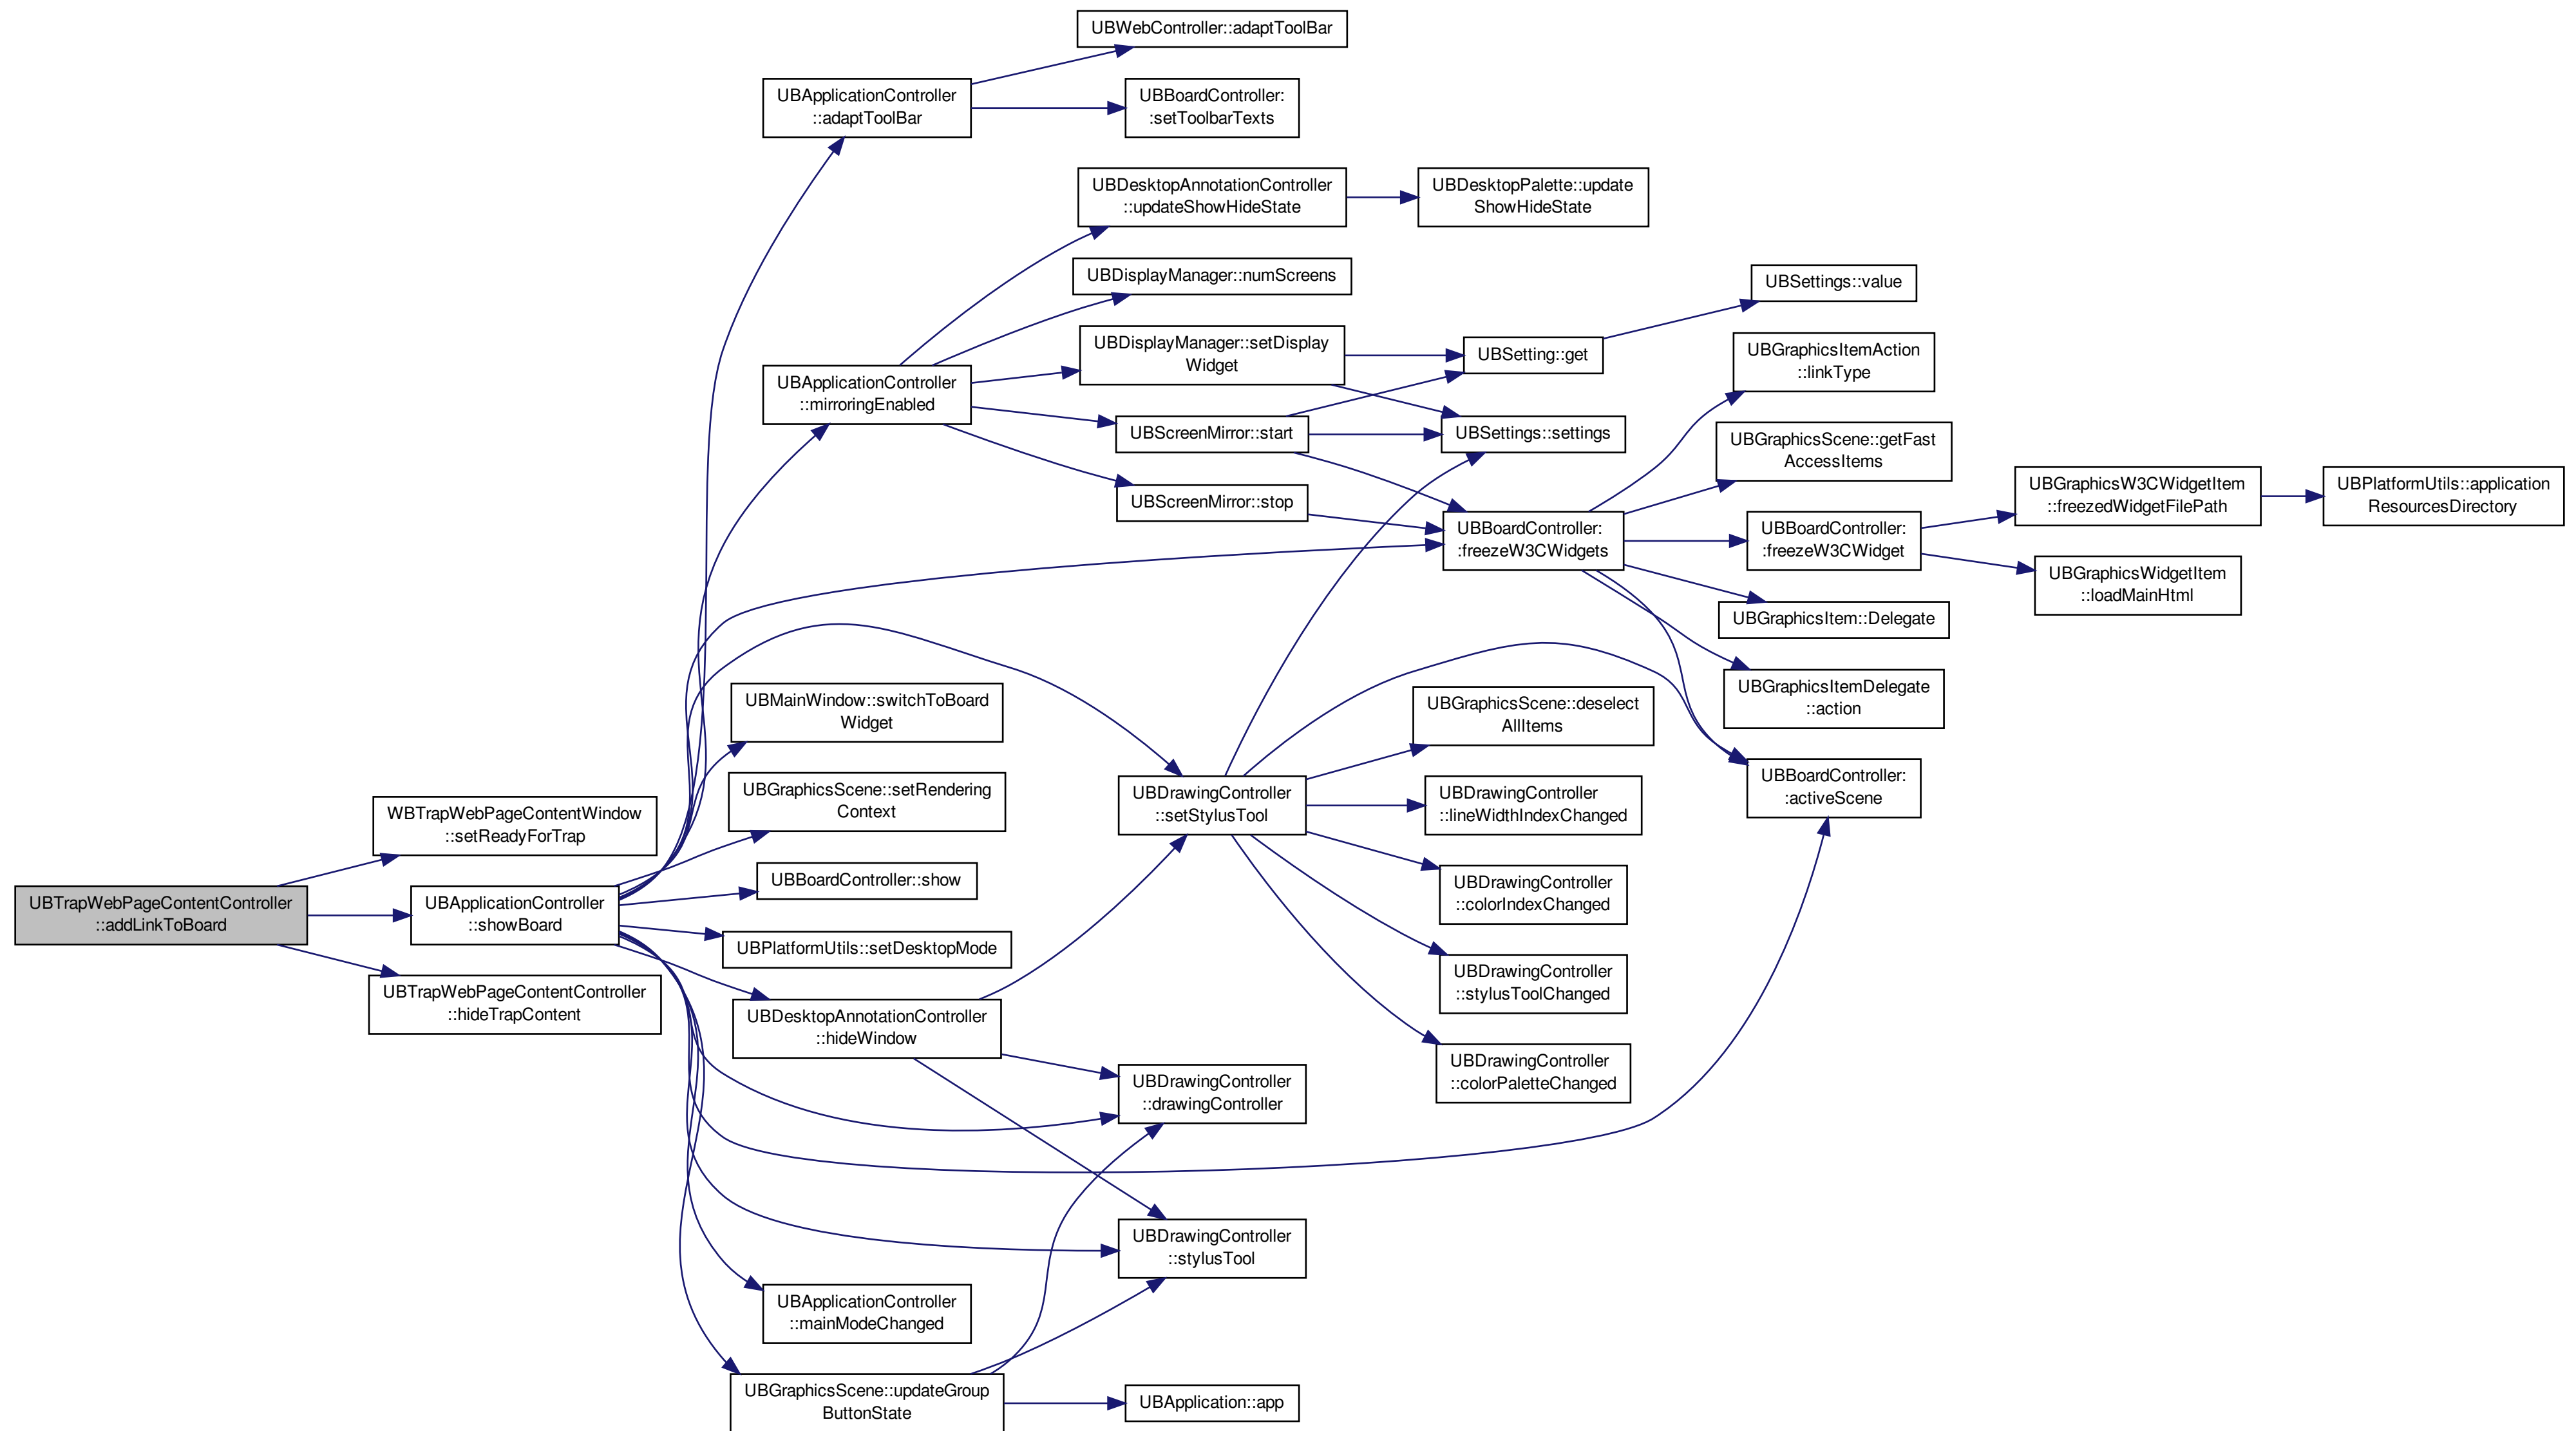 UBWebController::adaptToolBar
UBApplicationController
::adaptToolBar
UBBoardController:
:setToolbarTexts
UBDesktopAnnotationController
::updateShowHideState
UBDesktopPalette::update
ShowHideState
UBDisplayManager::numScreens
UBSettings::value
UBDisplayManager::setDisplay
Widget
UBSetting::get
UBGraphicsItemAction
::linkType
UBApplicationController
::mirroringEnabled
UBScreenMirror::start
UBSettings::settings
UBGraphicsScene::getFast
AccessItems
UBScreenMirror::stop
UBBoardController:
:freezeW3CWidgets
UBBoardController:
:freezeW3CWidget
UBGraphicsW3CWidgetItem
::freezedWidgetFilePath
UBPlatformUtils::application
ResourcesDirectory
UBGraphicsWidgetItem
::loadMainHtml
UBGraphicsItem::Delegate
UBGraphicsItemDelegate
::action
UBMainWindow::switchToBoard
Widget
UBGraphicsScene::deselect
AllItems
UBGraphicsScene::setRendering
Context
UBDrawingController
::setStylusTool
UBDrawingController
::lineWidthIndexChanged
UBBoardController:
:activeScene
WBTrapWebPageContentWindow
::setReadyForTrap
UBBoardController::show
UBDrawingController
::colorIndexChanged
UBTrapWebPageContentController
::addLinkToBoard
UBApplicationController
::showBoard
UBPlatformUtils::setDesktopMode
UBDrawingController
::stylusToolChanged
UBTrapWebPageContentController
::hideTrapContent
UBDesktopAnnotationController
::hideWindow
UBDrawingController
::colorPaletteChanged
UBDrawingController
::drawingController
UBDrawingController
::stylusTool
UBApplicationController
::mainModeChanged
UBGraphicsScene::updateGroup
ButtonState
UBApplication::app